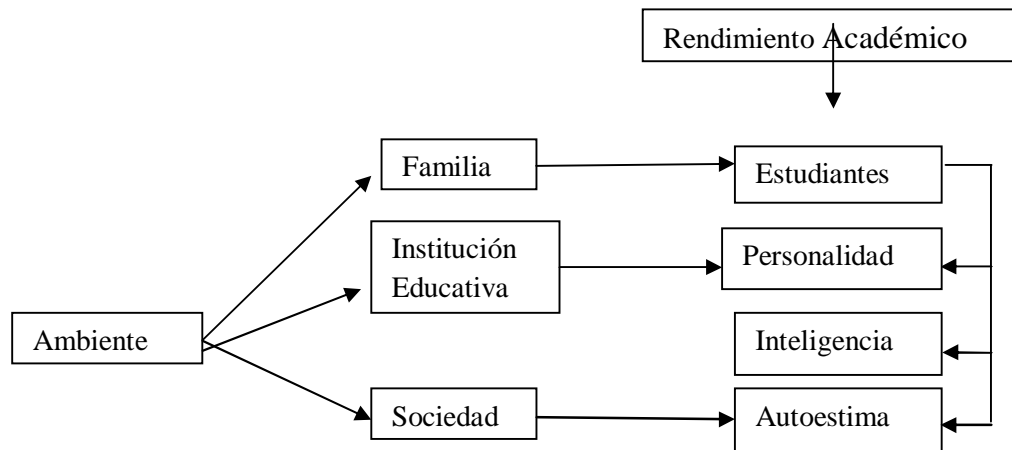 Rendimiento Académico
Familia
Estudiantes
Institución
Educativa
Personalidad
Ambiente
Inteligencia
Sociedad
Autoestima